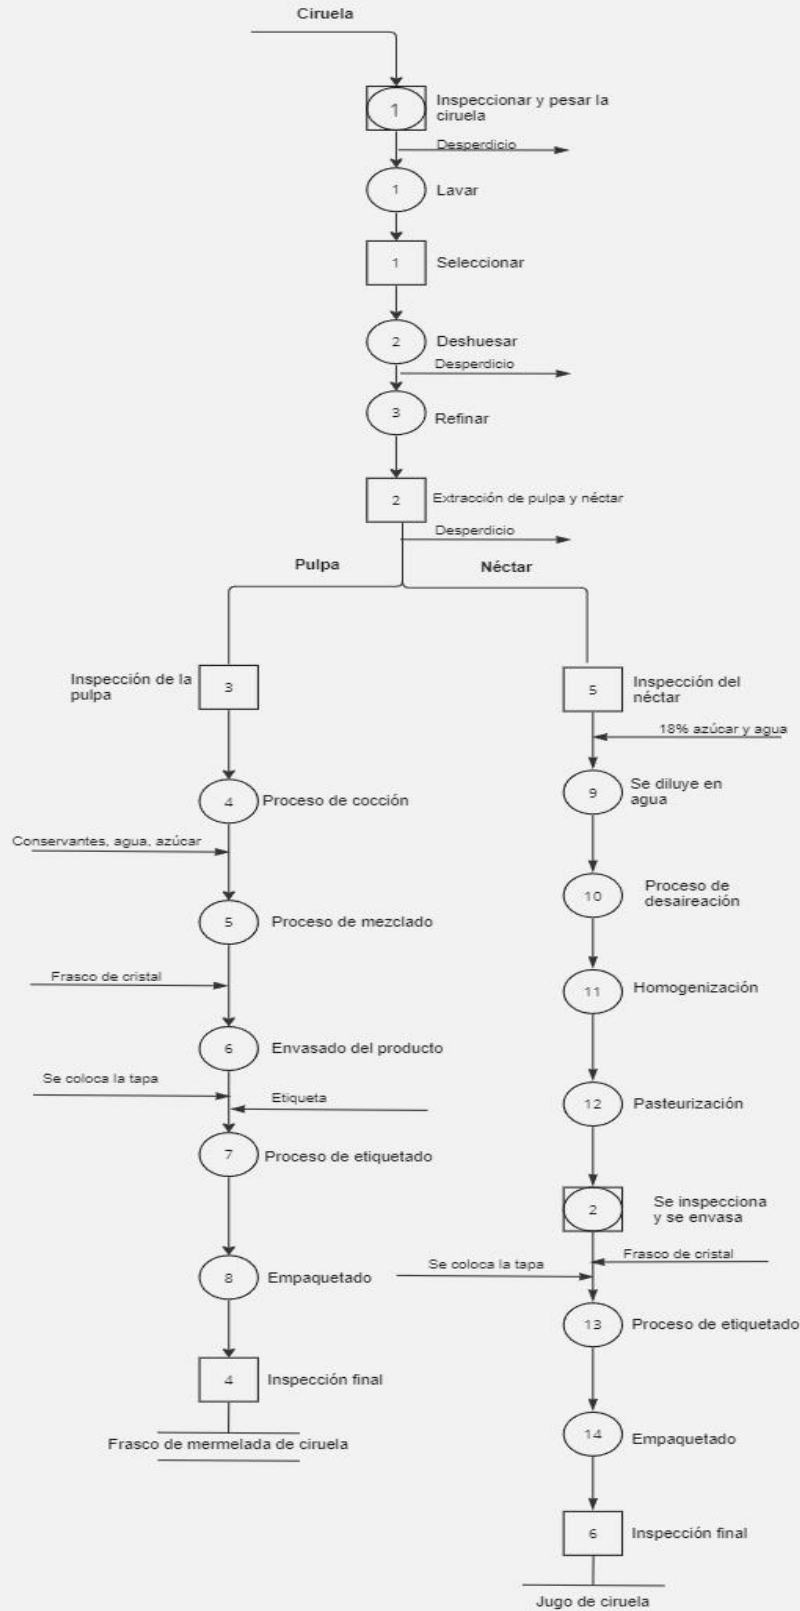 Ciruela
1
Inspeccionar y pesar la
ciruela
Desperdicio
1
Lavar
1
Seleccionar
2
Deshuesar
Desperdicio
3
Refinar
2
Extracción de pulpa y néctar
Desperdicio
Pulpa
Néctar
Inspección de la
pulpa
3
4
Proceso de cocción
Conservantes, agua, azúcar
5
Proceso de mezclado
Frasco de cristal
6
Envasado del producto
Se coloca la tapa
Etiqueta
7
Proceso de etiquetado
8
Empaquetado
4
Inspección final
Frasco de mermelada de ciruela
5
Inspección del
néctar
18% azúcar y agua
9
Se diluye en
agua
10
Proceso de
desaireación
11
Homogenización
12
Pasteurización
2
Se inspecciona
y se envasa
Frasco de cristal
Se coloca la tapa
13
Proceso de etiquetado
14
Empaquetado
6
Inspección final
Jugo de ciruela